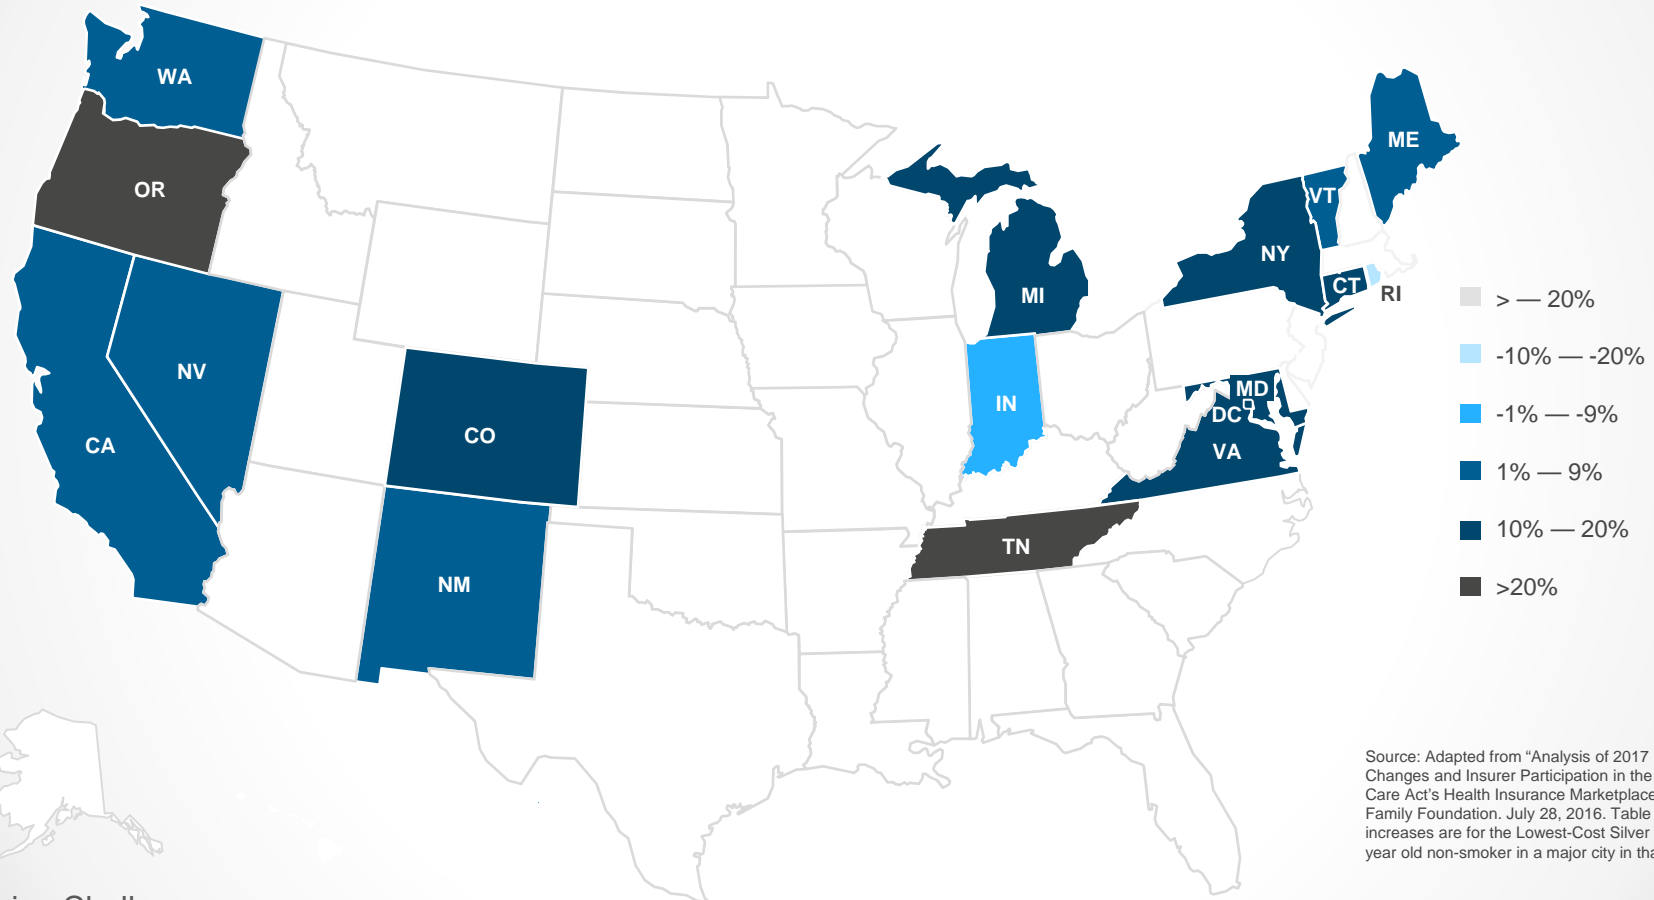 WA
OR
NV
CA
CO
NM
MI
IN
TN
ME
VT
NY
CT
RI
MD
DC
VA
> — 20%
-10% — -20%
-1% — -9%
1% — 9%
10% — 20%
>20%
Source: Adapted from “Analysis of 2017
Changes and Insurer Participation in the
Care Act’s Health Insurance Marketplace
Family Foundation. July 28, 2016. Table
increases are for the Lowest-Cost Silver
year old non-smoker in a major city in